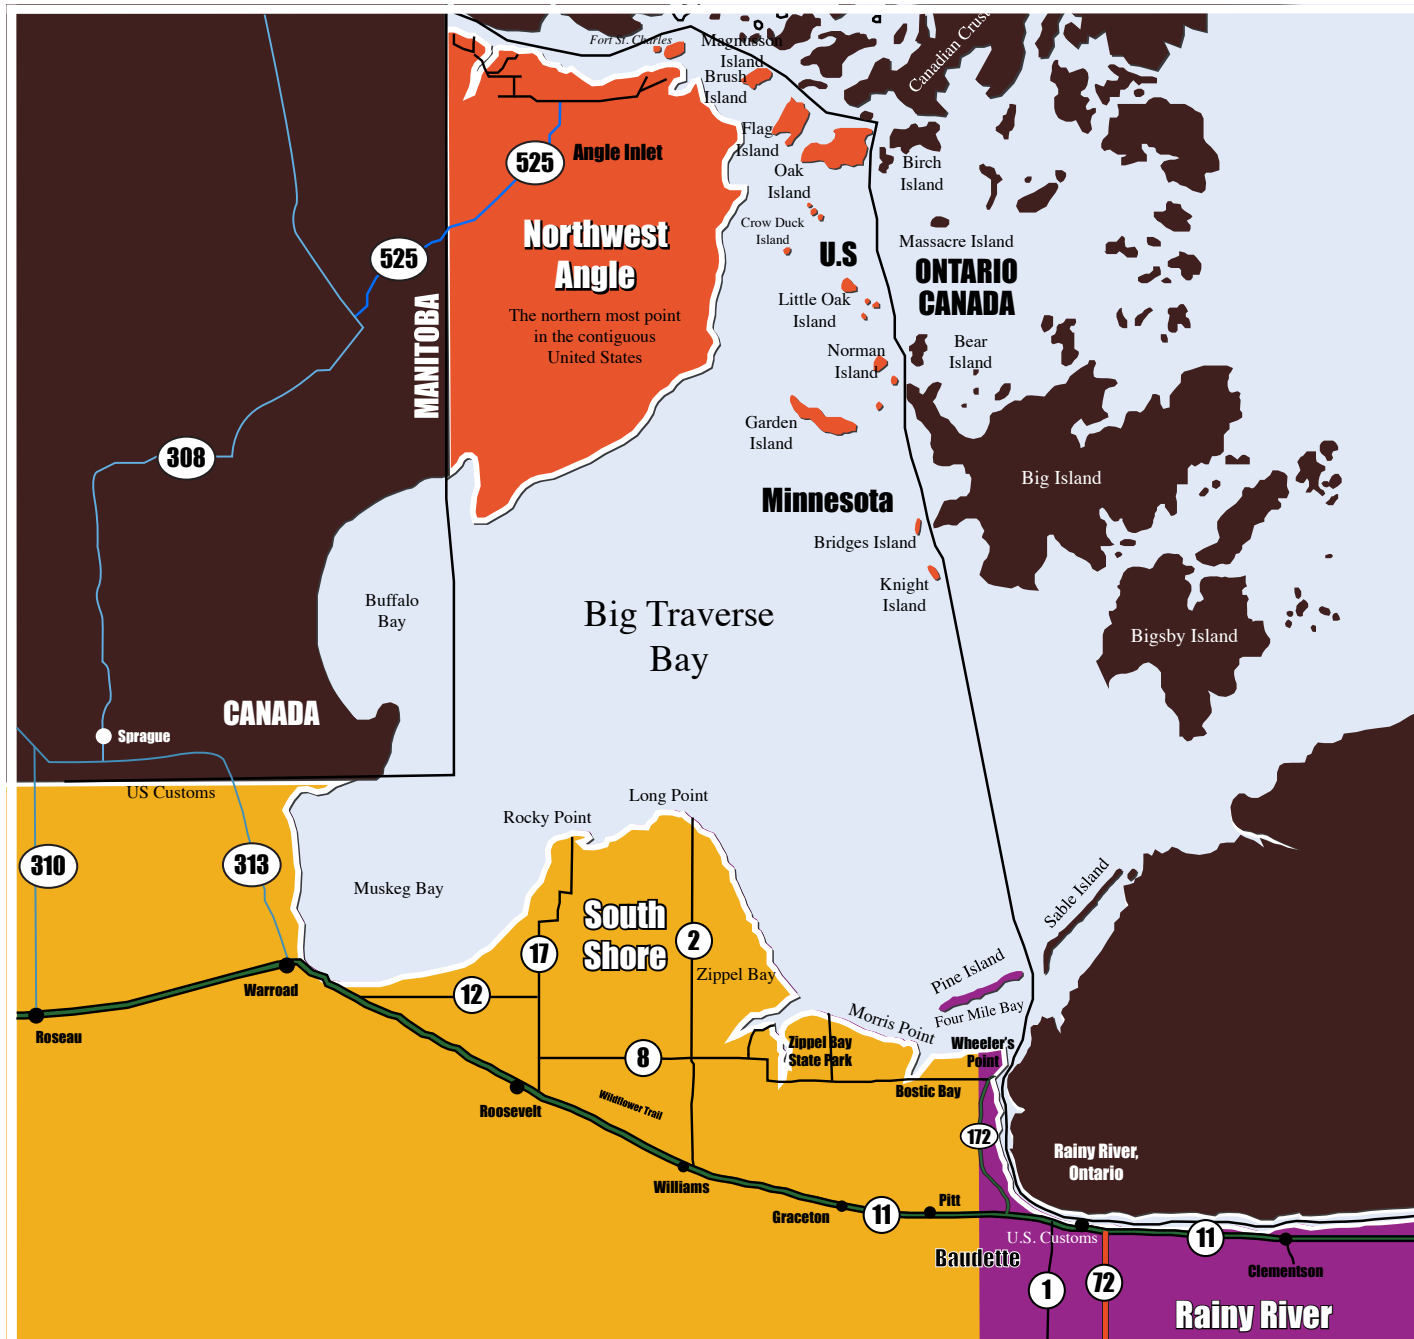 Fort St. Charles
Magnusson
Island
Canadian Crust
Brush
Island
Flag
Island
Angle Inlet
525
Oak
Island
Birch
Island
Northwest
Angle
Crow Duck
Island
U.S
Massacre Island
525
ONTARIO
CANADA
MANITOBA
The northern most point
in the contiguous
United States
Little Oak
Island
Norman
Island
Bear
Island
Garden
Island
308
Big Island
Minnesota
Bridges Island
Knight
Island
Buffalo
Bay
Big Traverse
Bay
Bigsby Island
CANADA
Sprague
US Customs
Long Point
Rocky Point
310
313
Muskeg Bay
Sable Island
South
Shore
17
2
Zippel Bay
Pine Island
12
Four Mile Bay
Morris Point
Warroad
Roseau
Zippel Bay
State Park
Wheeler's
Point
8
Bostic Bay
Roosevelt
Wildflower Trail
172
Rainy River,
Ontario
Williams
Graceton
11
Pitt
U.S. Customs
11
Baudette
Clementson
1
72
Rainy River